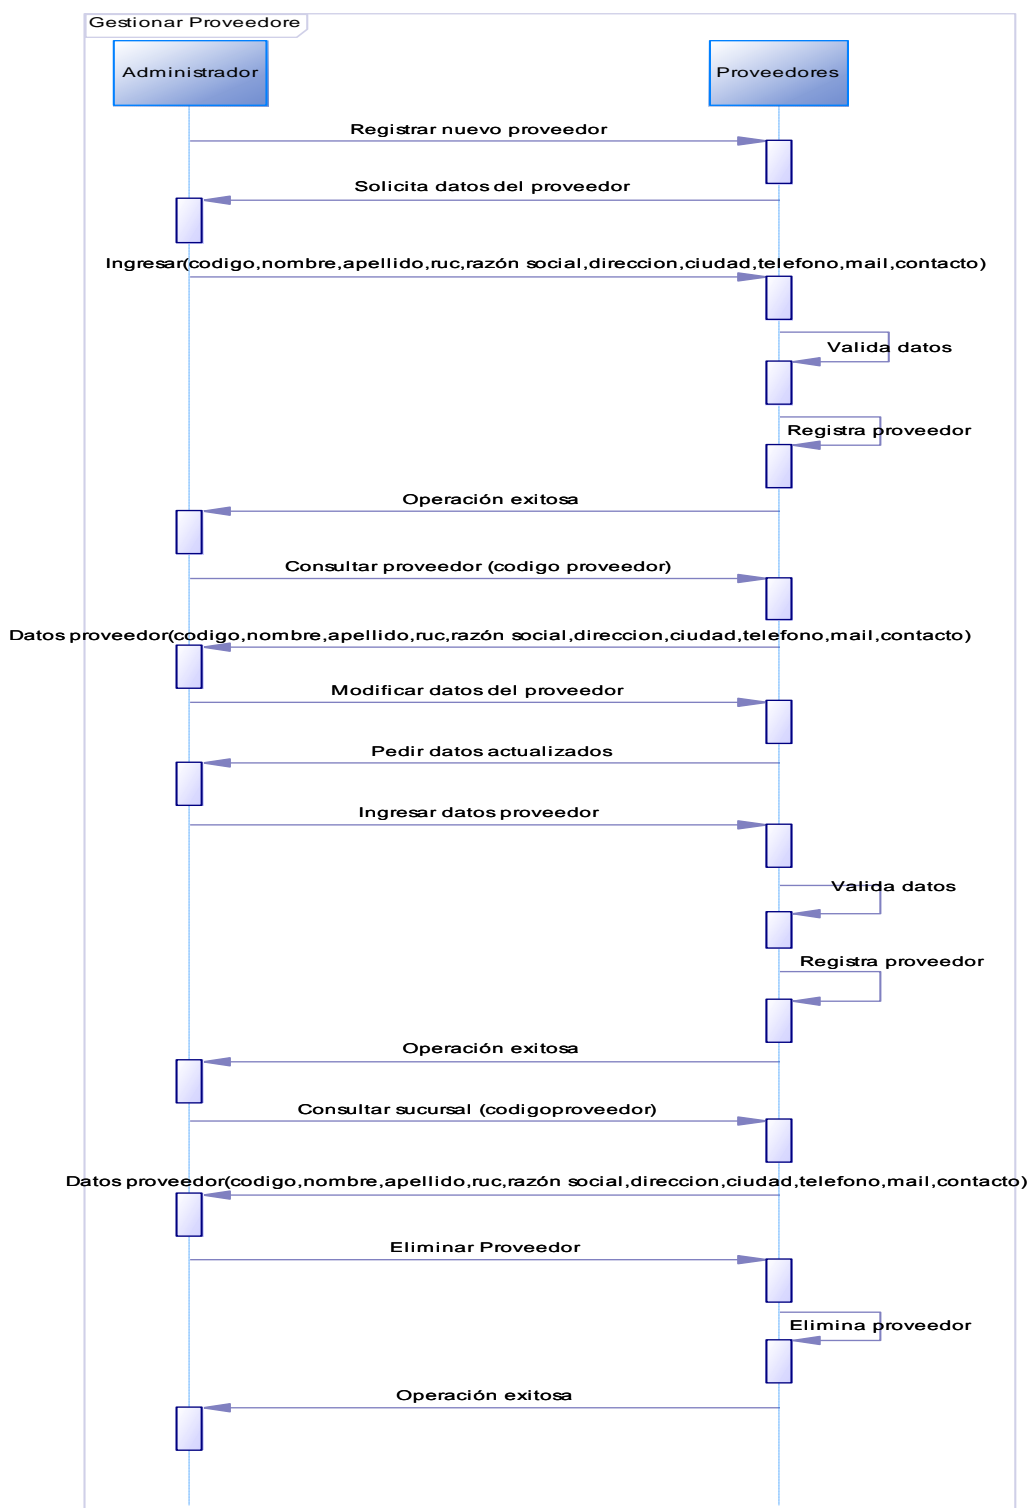 Gestionar Proveedore
Administrador
Proveedores
Registrar nuevo proveedor
Solicita datos del proveedor
Ingresar(codigo,nombre,apellido,ruc,razón social,direccion,ciudad,telefono,mail,contacto)
Valida datos
Registra proveedor
Operación exitosa
Consultar proveedor (codigo proveedor)
Datos proveedor(codigo,nombre,apellido,ruc,razón social,direccion,ciudad,telefono,mail,contacto)
Modificar datos del proveedor
Pedir datos actualizados
Ingresar datos proveedor
Valida datos
Registra proveedor
Operación exitosa
Consultar sucursal (codigoproveedor)
Datos proveedor(codigo,nombre,apellido,ruc,razón social,direccion,ciudad,telefono,mail,contacto)
Eliminar Proveedor
Elimina proveedor
Operación exitosa